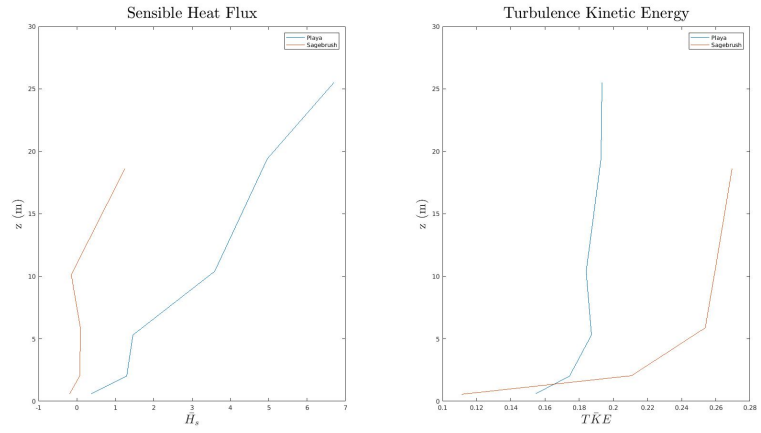 Sensible Heat Flux
30
25
20
15
10
5
0
z (m)
-1 0 1 2 3 4 5 6 7
H̄s
Playa
Sagebrush
Turbulence Kinetic Energy
30
25
20
15
10
5
0
z (m)
0.1 0.12 0.14 0.16 0.18 0.2 0.22 0.24 0.26 0.28
TK̄E
Playa
Sagebrush